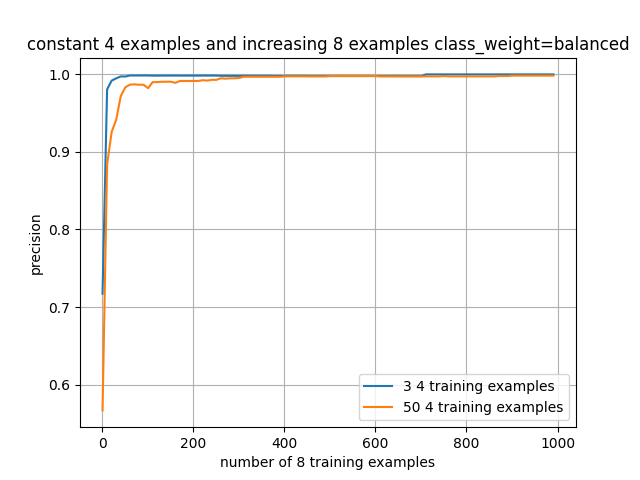 constant 4 examples and increasing 8 examples class_weight=balanced
1.0
0.9
0.8
0.7
0.6
precision
0
200
400
600
800
1000
number of 8 training examples
3 4 training examples
50 4 training examples